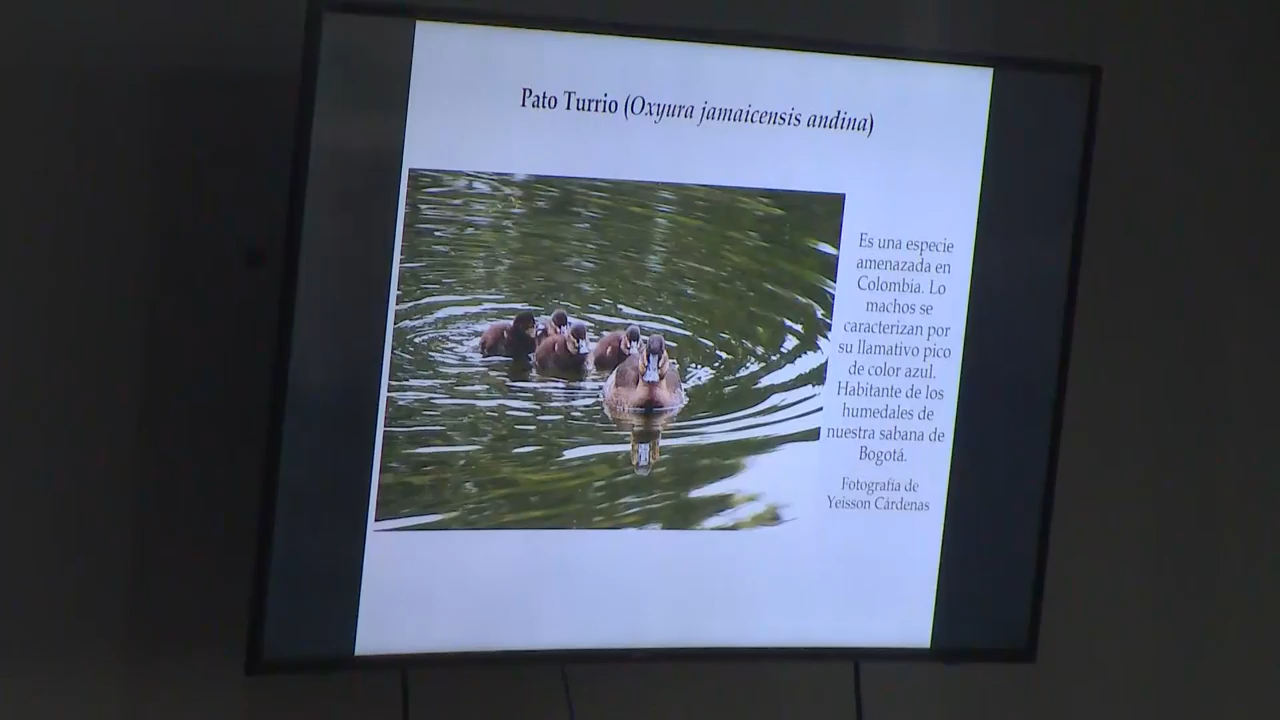 Pato Turrio (Oxyura jamaicensis andina)
Es una especie
amenazada en
Colombia. Lo
machos se
caracterizan por
su llamativo pico
de color azul.
Habitante de los
humedales de
nuestra sabana de
Bogotá.
Fotografía de
Yeisson Cárdenas